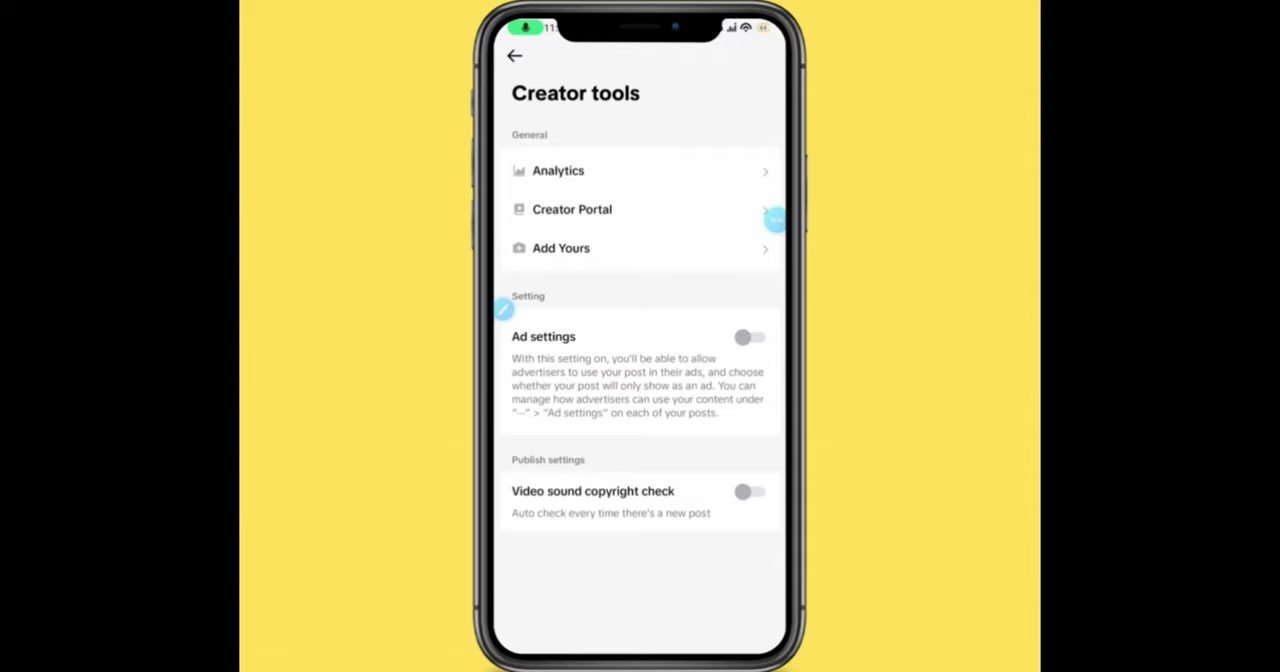 11:
64
Creator tools
General
Analytics
Creator Portal
Add Yours
Setting
Ad settings
With this setting on, you'll be able to allow
advertisers to use your post in their ads, and choose
whether your post will only show as an ad. You can
manage how advertisers can use your content under
"···" > "Ad settings" on each of your posts.
Publish settings
Video sound copyright check
Auto check every time there's a new post